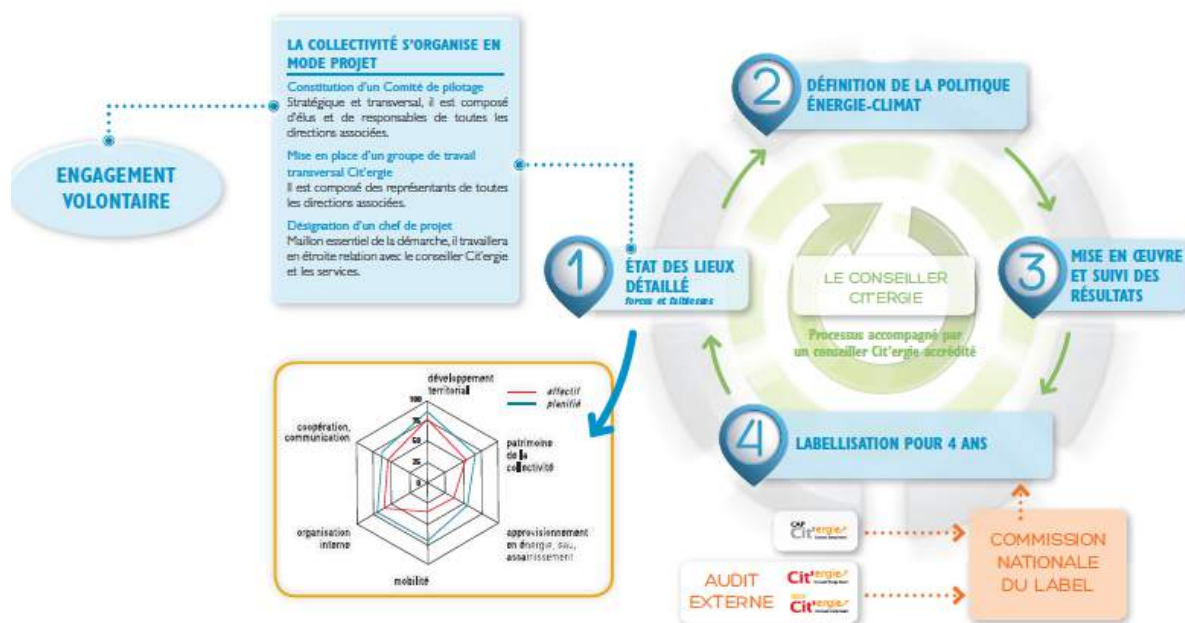 ENGAGEMENT
VOLONTAIRE
LA COLLECTIVITÉ S'ORGANISE EN
MODE PROJET
Constitution d'un Comité de pilotage
Stratégique et transversal, il est composé
d'élus et de responsables de toutes les
directions associées.
Mise en place d'un groupe de travail
transversal Cit'ergie
Il est composé des représentants de toutes
les directions associées.
Désignation d'un chef de projet
Maillon essentiel de la démarche, il travaillera
en étroite relation avec le conseiller Cit'ergie
et les services.
1
ÉTAT DES LIEUX
DÉTAILLÉ
forces et faiblesses
2
DÉFINITION DE LA POLITIQUE
ÉNERGIE-CLIMAT
3
MISE EN ŒUVRE
ET SUIVI DES
RÉSULTATS
4
LABELLISATION POUR 4 ANS
LE CONSEILLER
CIT'ERGIE
Processus accompagné par
un conseiller Cit'ergie accrédité
développement
territorial
effectif
planifié
100
75
50
25
0
coopération,
communication
patrimoine
de la
collectivité
organisation
interne
approvisionnement
en énergie, eau,
assainissement
mobilité
CAP
Cit'ergie
AUDIT
EXTERNE
Cit'ergie
Cit'ergie
COMMISSION
NATIONALE
DU LABEL